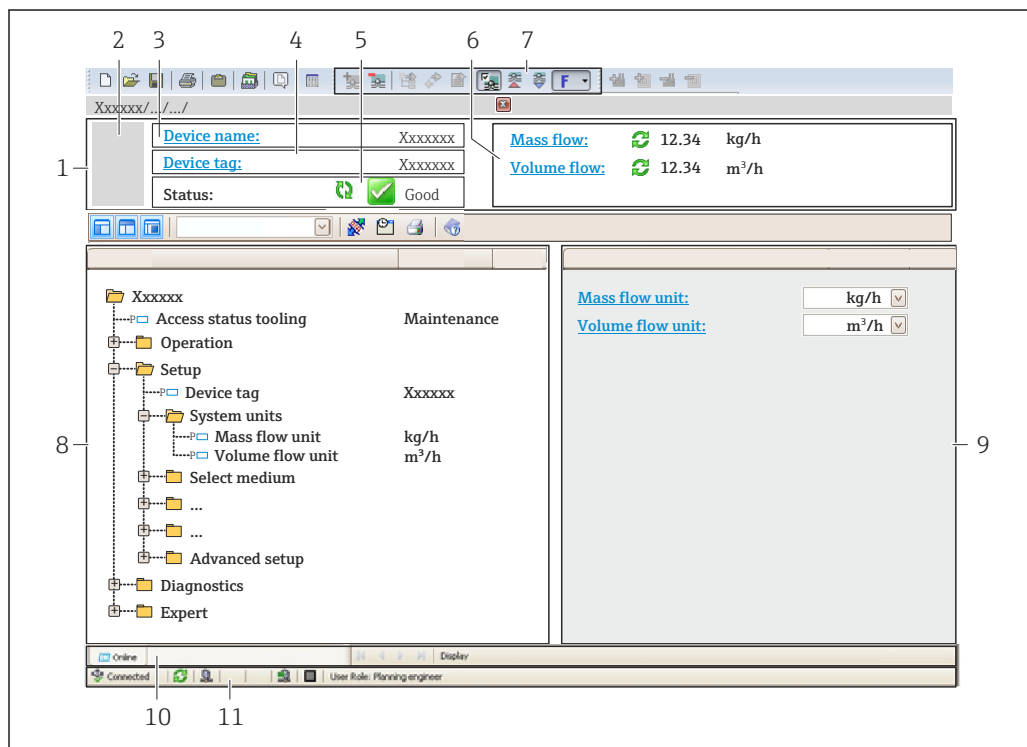 2 3 4 5 6 7
F
Xxxxxx/.../.../
1
Device name: Xxxxxxx
Device tag: Xxxxxxx
Status: Good
Mass flow: 12.34 kg/h
Volume flow: 12.34 m³/h
Xxxxxx
P Access status tooling Maintenance
Operation
Setup
P Device tag Xxxxxx
System units
P Mass flow unit kg/h
P Volume flow unit m³/h
Select medium
...
...
Advanced setup
Diagnostics
Expert
Mass flow unit: kg/h
Volume flow unit: m³/h
8
9
Online Display
Connected User Role: Planning engineer
10 11